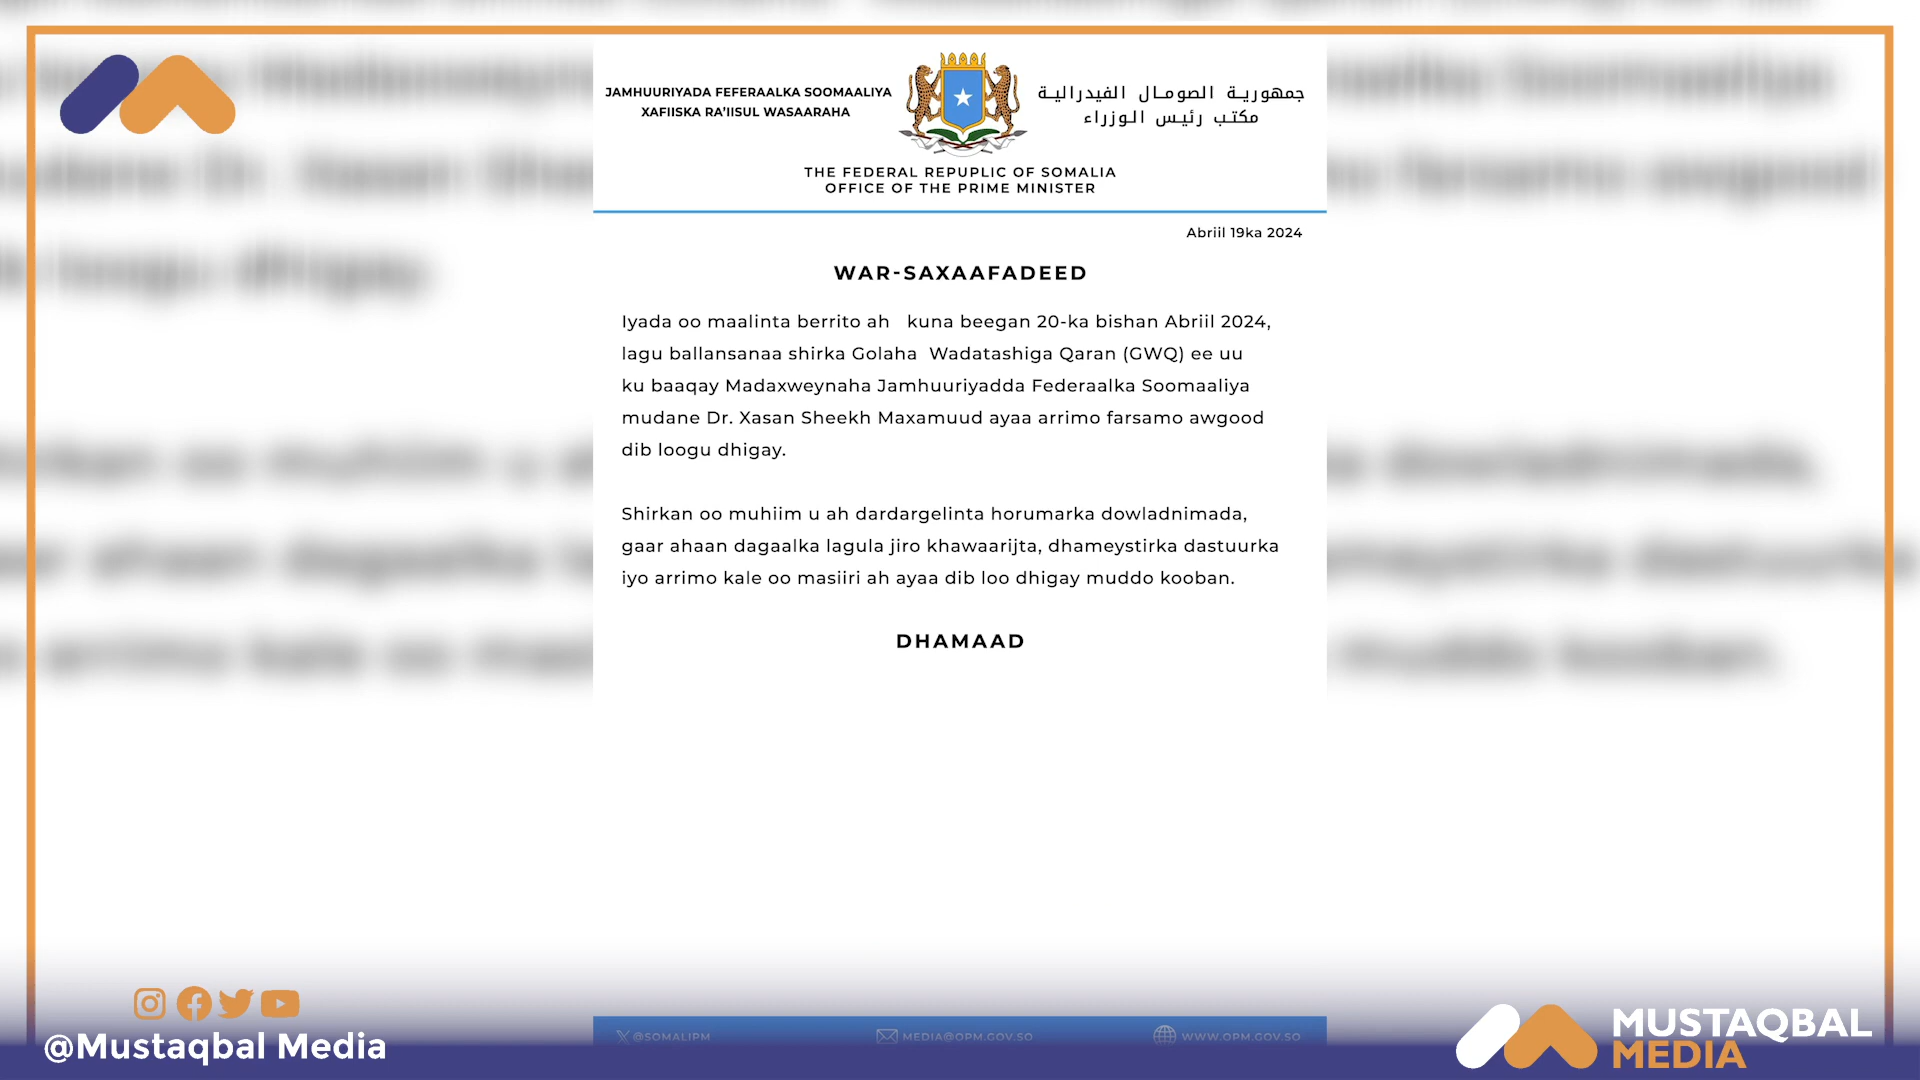 JAMHUURIYADA FEFERAALKA SOOMAALIYA
XAFIISKA RA'IISUL WASAARAHA
جمهورية الصومال الفيدرالية
مكتب رئيس الوزراء
THE FEDERAL REPUPLIC OF SOMALIA
OFFICE OF THE PRIME MINISTER
Abriil 19ka 2024
WAR-SAXAAFADEED
Iyada oo maalinta berrito ah kuna beegan 20-ka bishan Abriil 2024,
lagu ballansanaa shirka Golaha Wadatashiga Qaran (GWQ) ee uu
ku baaqay Madaxweynaha Jamhuuriyadda Federaalka Soomaaliya
mudane Dr. Xasan Sheekh Maxamuud ayaa arrimo farsamo awgood
dib loogu dhigay.
Shirkan oo muhiim u ah dardargelinta horumarka dowladnimada,
gaar ahaan dagaalka lagula jiro khawaarijta, dhameystirka dastuurka
iyo arrimo kale oo masiiri ah ayaa dib loo dhigay muddo kooban.
DHAMAAD
@SOMALIPM
MEDIA@OPM.GOV.SO
WWW.OPM.GOV.SO
@Mustaqbal Media
MUSTAQBAL
MEDIA